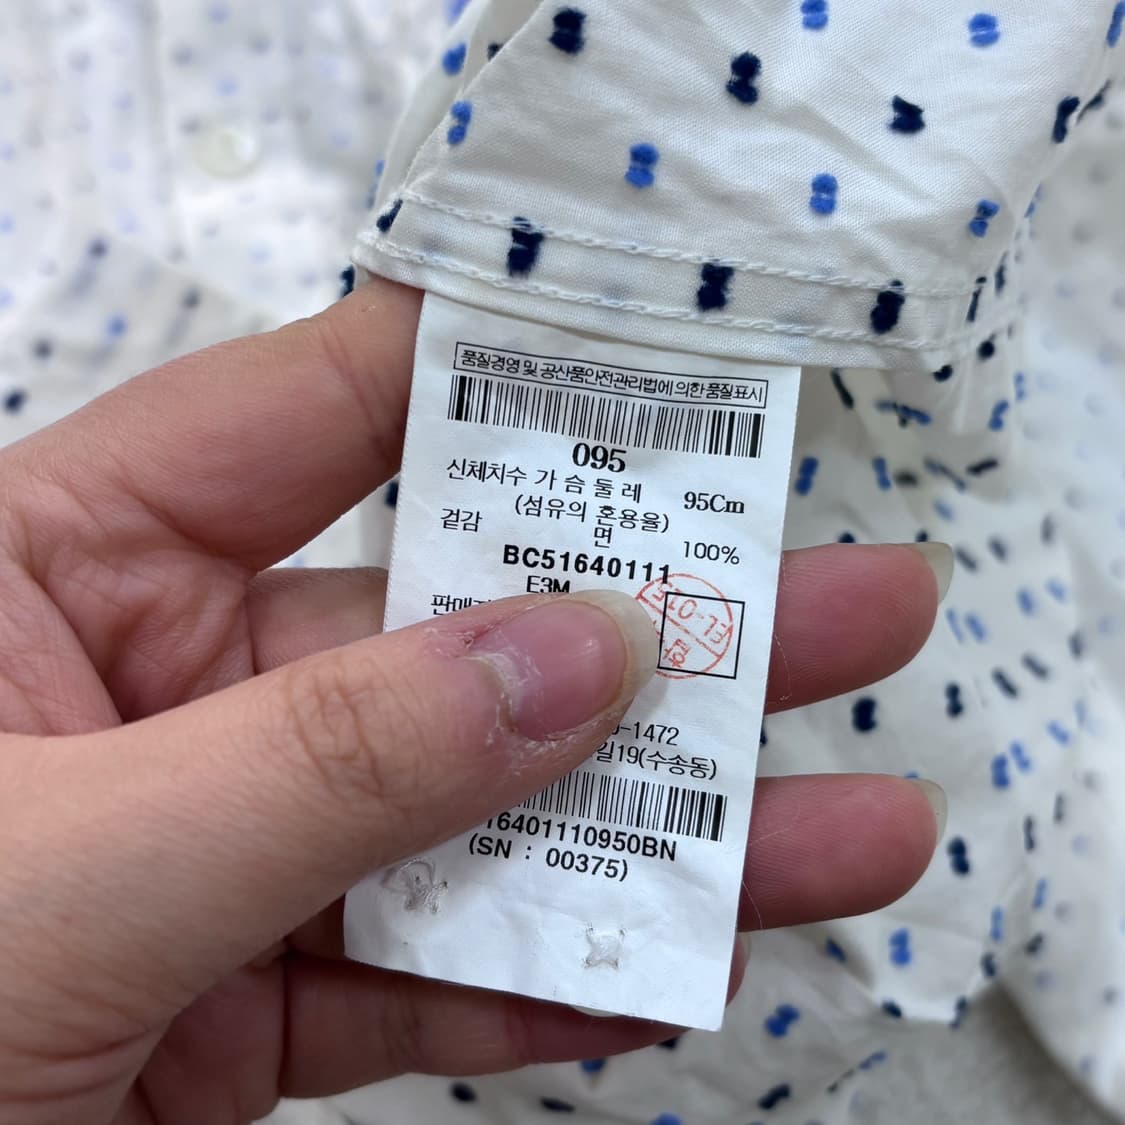 품질경영 및 공산품안전관리법에 의한 품질표시
095
신체치수 가 슴 둘 레 95Cm
(섬유의 혼용율)
겉감 면 100%
BC51640111
E3M
FL-015
-1472
길19(수송동)
16401110950BN
(SN : 00375)